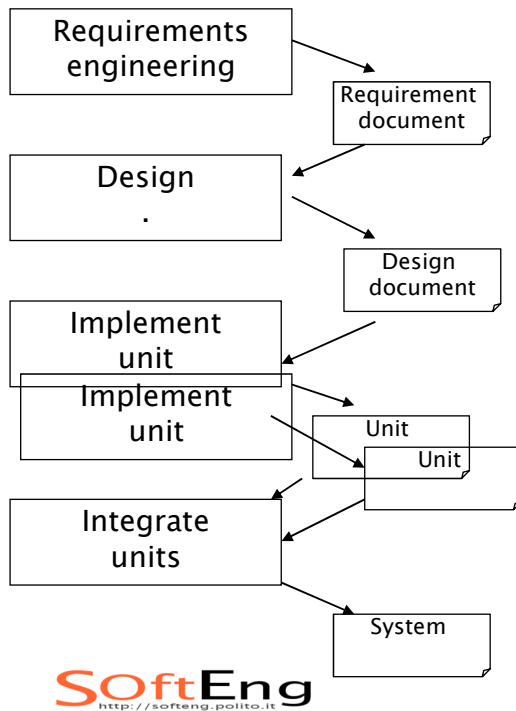 Requirements
engineering
Requirement
document
Design
.
Design
document
Implement
unit
Implement
unit
Unit
Unit
Integrate
units
System
SOftEng
http://softeng.polito.it